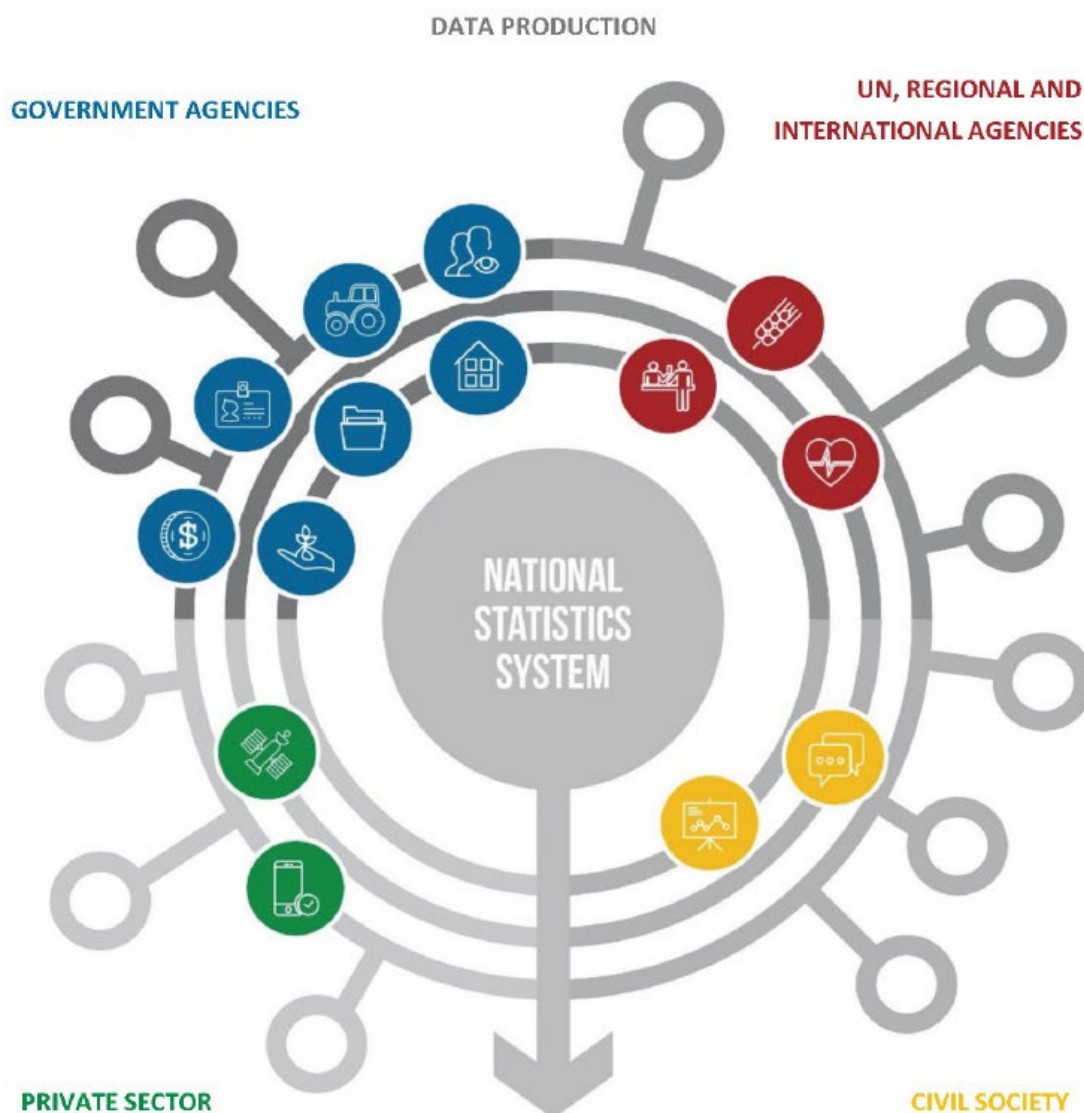 DATA PRODUCTION
GOVERNMENT AGENCIES
UN, REGIONAL AND
INTERNATIONAL AGENCIES
$
NATIONAL
STATISTICS
SYSTEM
PRIVATE SECTOR
CIVIL SOCIETY